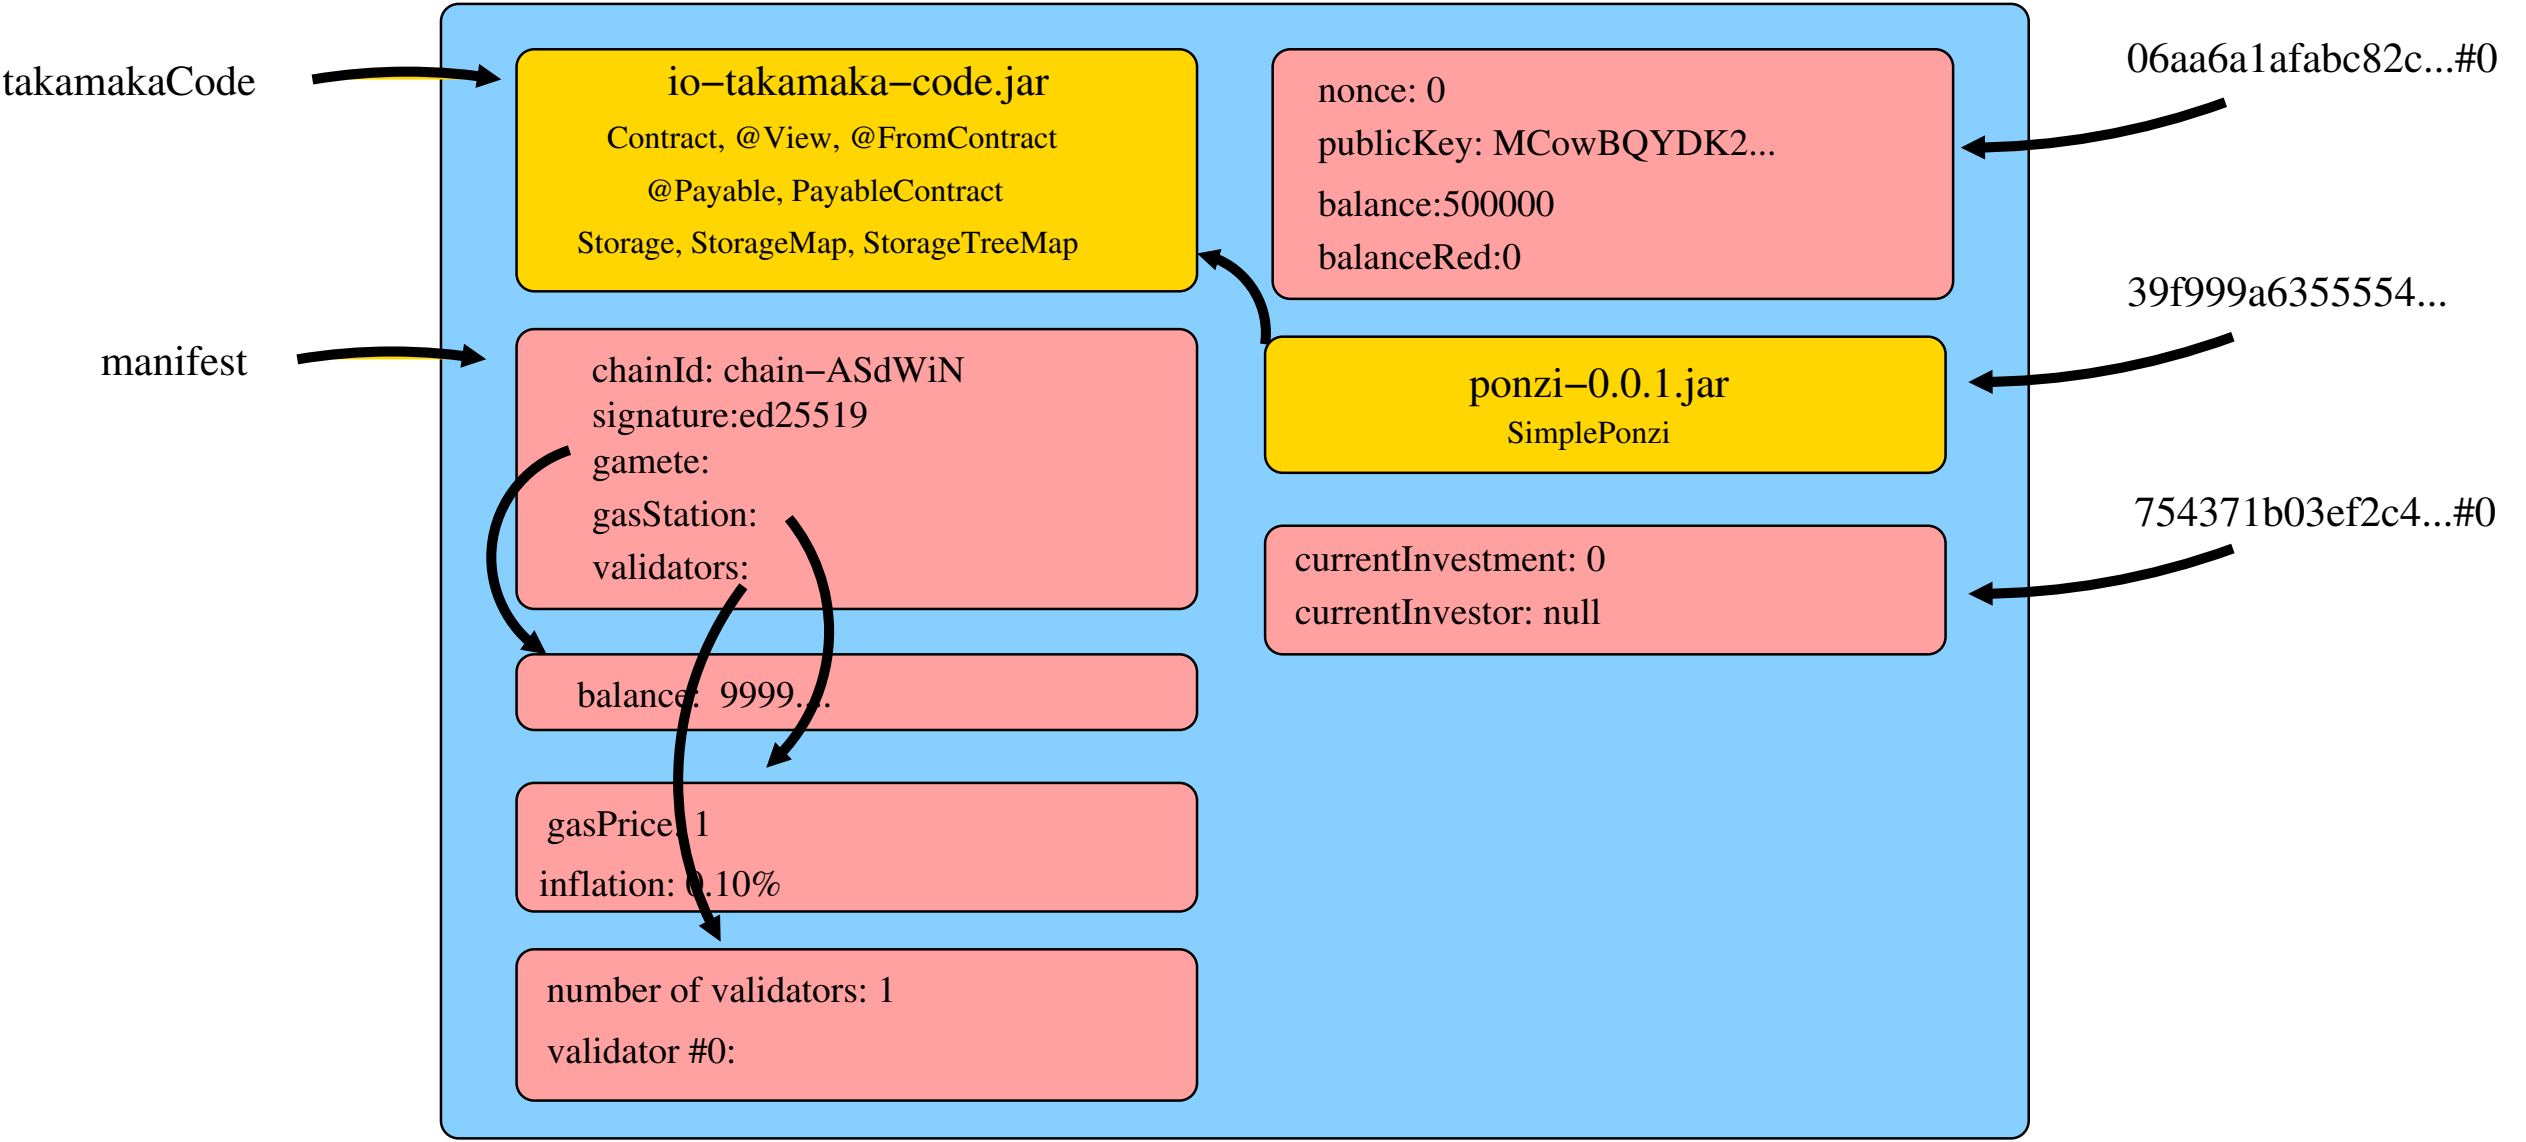 takamakaCode
io−takamaka−code.jar
Contract, @View, @FromContract
@Payable, PayableContract
Storage, StorageMap, StorageTreeMap
manifest
chainId: chain−ASdWiN
signature:ed25519
gamete:
gasStation:
validators:
balance: 9999....
gasPrice: 1
inflation: 0.10%
number of validators: 1
validator #0:
nonce: 0
publicKey: MCowBQYDK2...
balance:500000
balanceRed:0
06aa6a1afabc82c...#0
ponzi−0.0.1.jar
SimplePonzi
39f999a6355554...
currentInvestment: 0
currentInvestor: null
754371b03ef2c4...#0